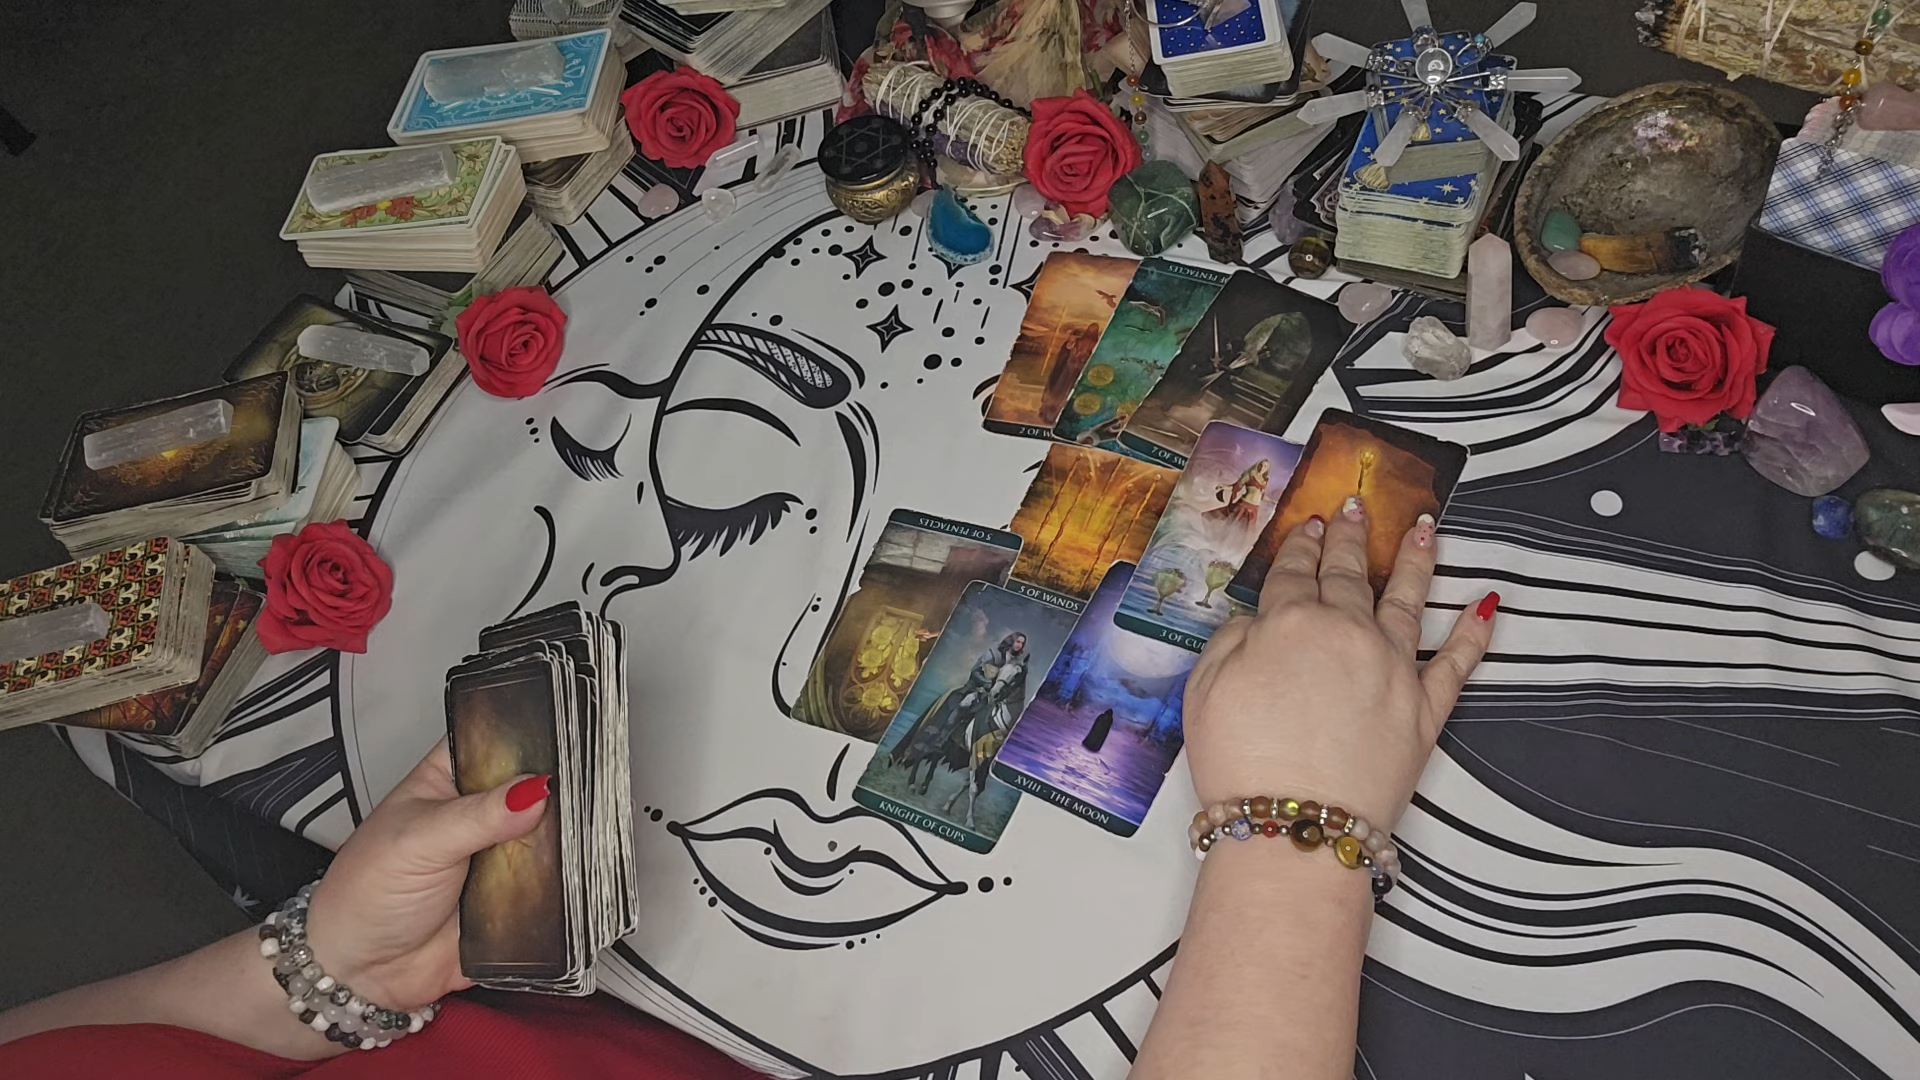 OF PENTACLES
2 OF W
7 OF SW
5 OF PENTACLES
5 OF WANDS
3 OF CU
KNIGHT OF CUPS
XVIII - THE MOON